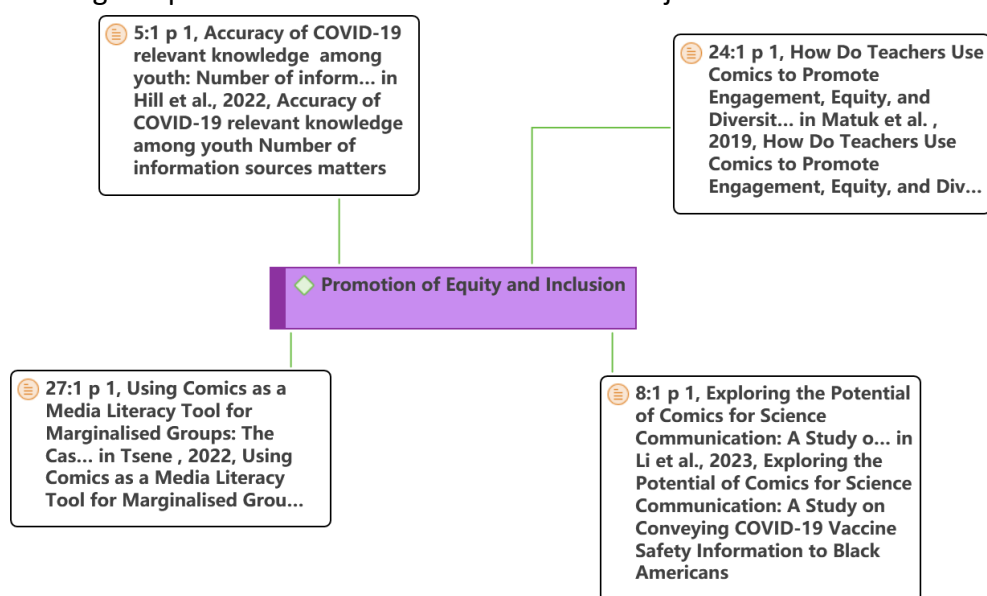 5:1 p 1, Accuracy of COVID-19
relevant knowledge among
youth: Number of inform... in
Hill et al., 2022, Accuracy of
COVID-19 relevant knowledge
among youth Number of
information sources matters
24:1 p 1, How Do Teachers Use
Comics to Promote
Engagement, Equity, and
Diversit... in Matuk et al. ,
2019, How Do Teachers Use
Comics to Promote
Engagement, Equity, and Div...
Promotion of Equity and Inclusion
27:1 p 1, Using Comics as a
Media Literacy Tool for
Marginalised Groups: The
Cas... in Tsene , 2022, Using
Comics as a Media Literacy
Tool for Marginalised Grou...
8:1 p 1, Exploring the Potential
of Comics for Science
Communication: A Study o... in
Li et al., 2023, Exploring the
Potential of Comics for Science
Communication: A Study on
Conveying COVID-19 Vaccine
Safety Information to Black
Americans